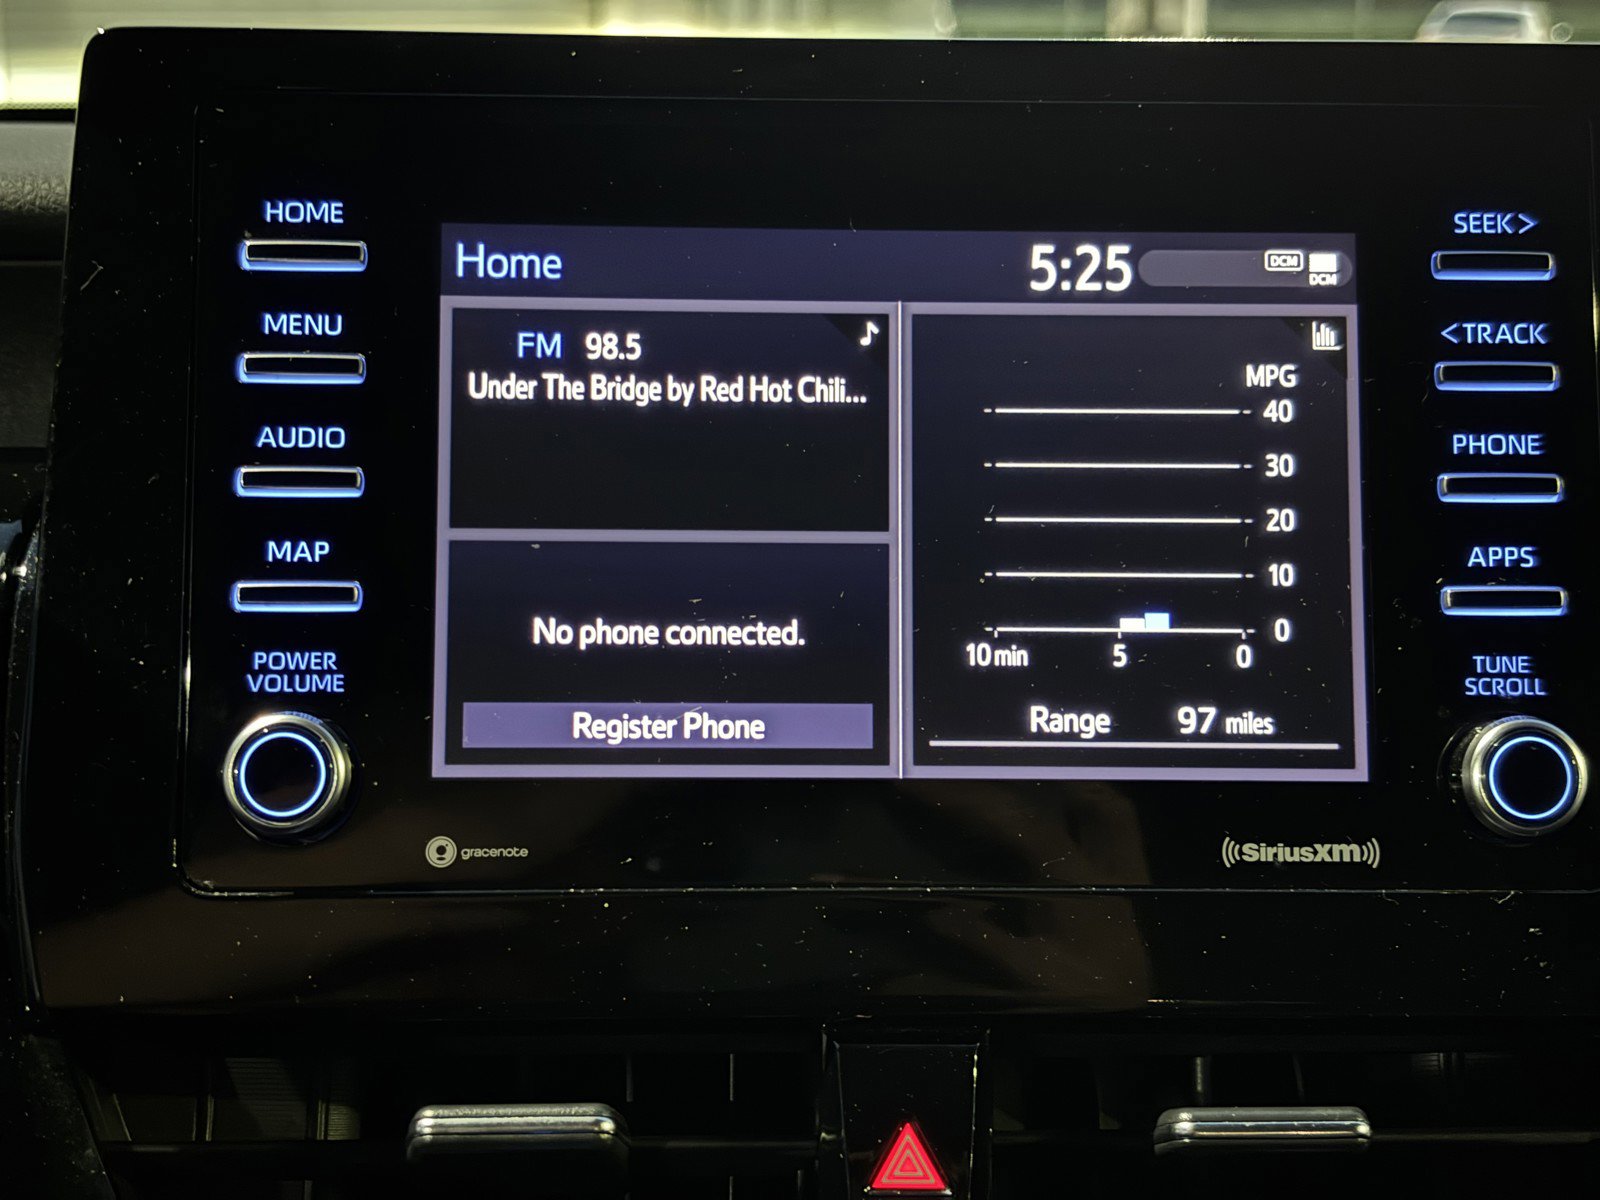 HOME
MENU
AUDIO
MAP
POWER
VOLUME
Home
5:25
DCM
DCM
FM 98.5
Under The Bridge by Red Hot Chili...
No phone connected.
Register Phone
MPG
40
30
20
10
0
10 min 5 0
Range 97 miles
SEEK >
< TRACK
PHONE
APPS
TUNE
SCROLL
gracenote
((SiriusXM))